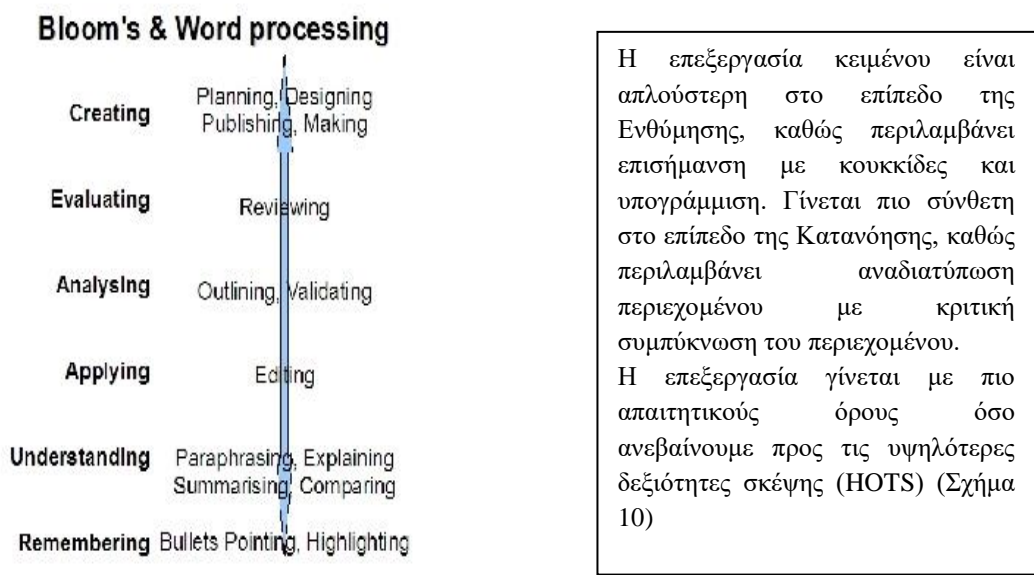 Bloom's & Word processing
Creating
Planning, Designing
Publishing, Making
Evaluating
Reviewing
Analysing
Outlining, Validating
Applying
Editing
Understanding
Paraphrasing, Explaining
Summarising, Comparing
Remembering
Bullets Pointing, Highlighting
Η επεξεργασία κειμένου είναι
απλούστερη στο επίπεδο της
Ενθύμησης, καθώς περιλαμβάνει
επισήμανση με κουκκίδες και
υπογράμμιση. Γίνεται πιο σύνθετη
στο επίπεδο της Κατανόησης, καθώς
περιλαμβάνει αναδιατύπωση
περιεχομένου με κριτική
συμπύκνωση του περιεχομένου.
Η επεξεργασία γίνεται με πιο
απαιτητικούς όρους όσο
ανεβαίνουμε προς τις υψηλότερες
δεξιότητες σκέψης (HOTS) (Σχήμα
10)